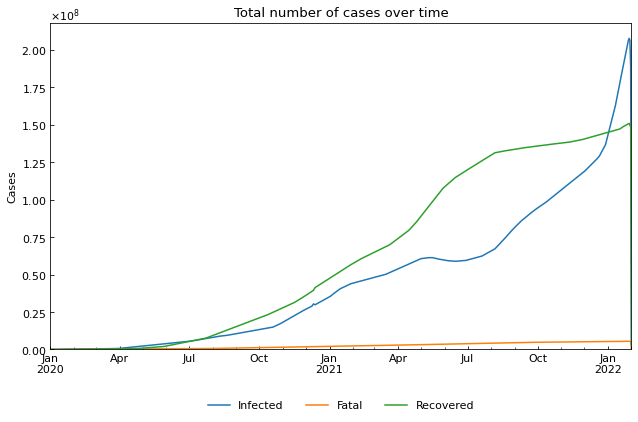 Total number of cases over time
×10⁸
2.00
1.75
1.50
1.25
1.00
0.75
0.50
0.25
0.00
Cases
Jan Apr Jul Oct Jan Apr Jul Oct Jan
2020 2021 2022
Infected Fatal Recovered